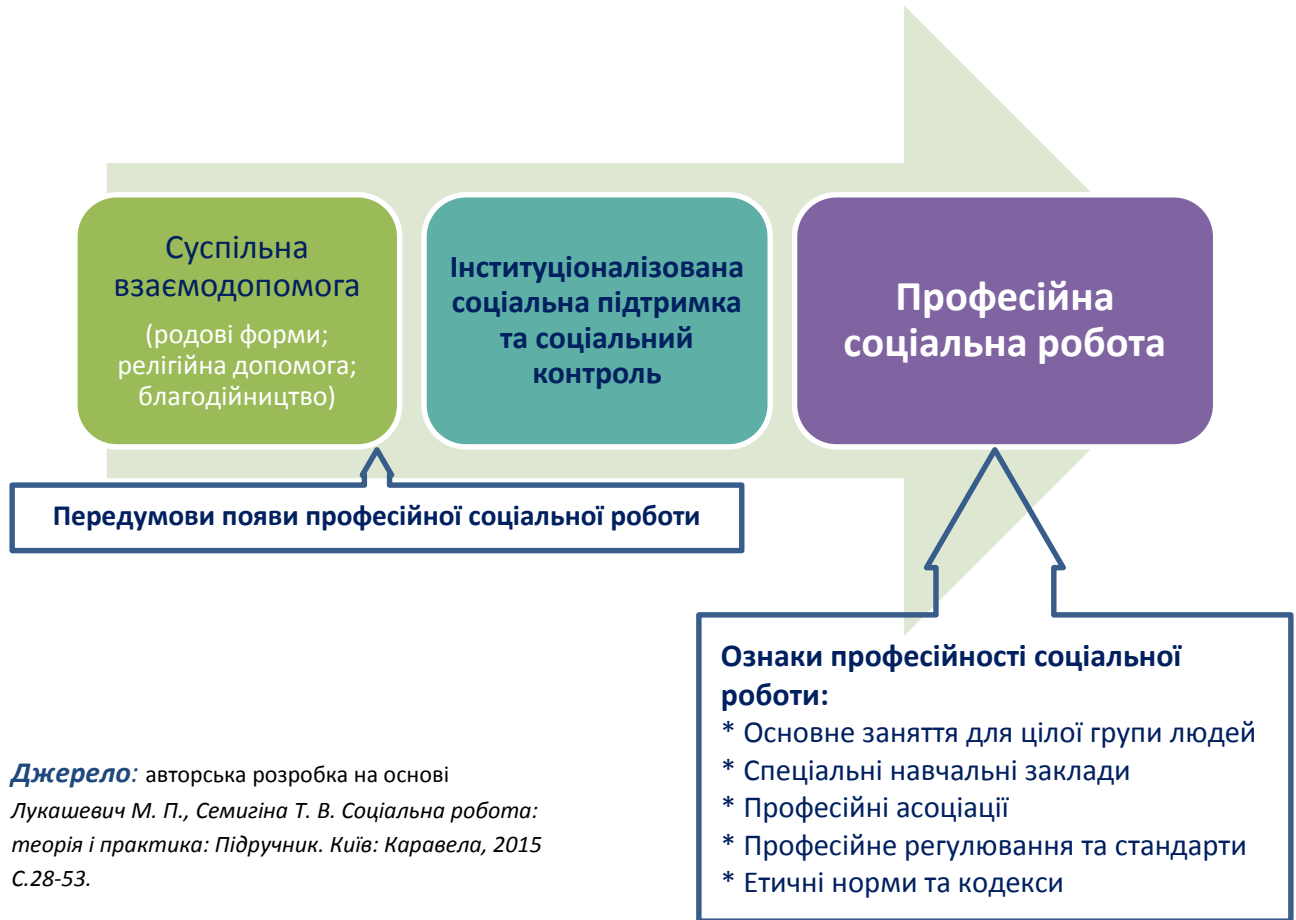 Суспільна
взаємодопомога
(родові форми;
релігійна допомога;
благодійництво)
Інституціоналізована
соціальна підтримка
та соціальний
контроль
Професійна
соціальна робота
Передумови появи професійної соціальної роботи
Ознаки професійності соціальної
роботи:
* Основне заняття для цілої групи людей
* Спеціальні навчальні заклади
* Професійні асоціації
* Професійне регулювання та стандарти
* Етичні норми та кодекси
Джерело: авторська розробка на основі
Лукашевич М. П., Семигіна Т. В. Соціальна робота:
теорія і практика: Підручник. Київ: Каравела, 2015
С.28-53.